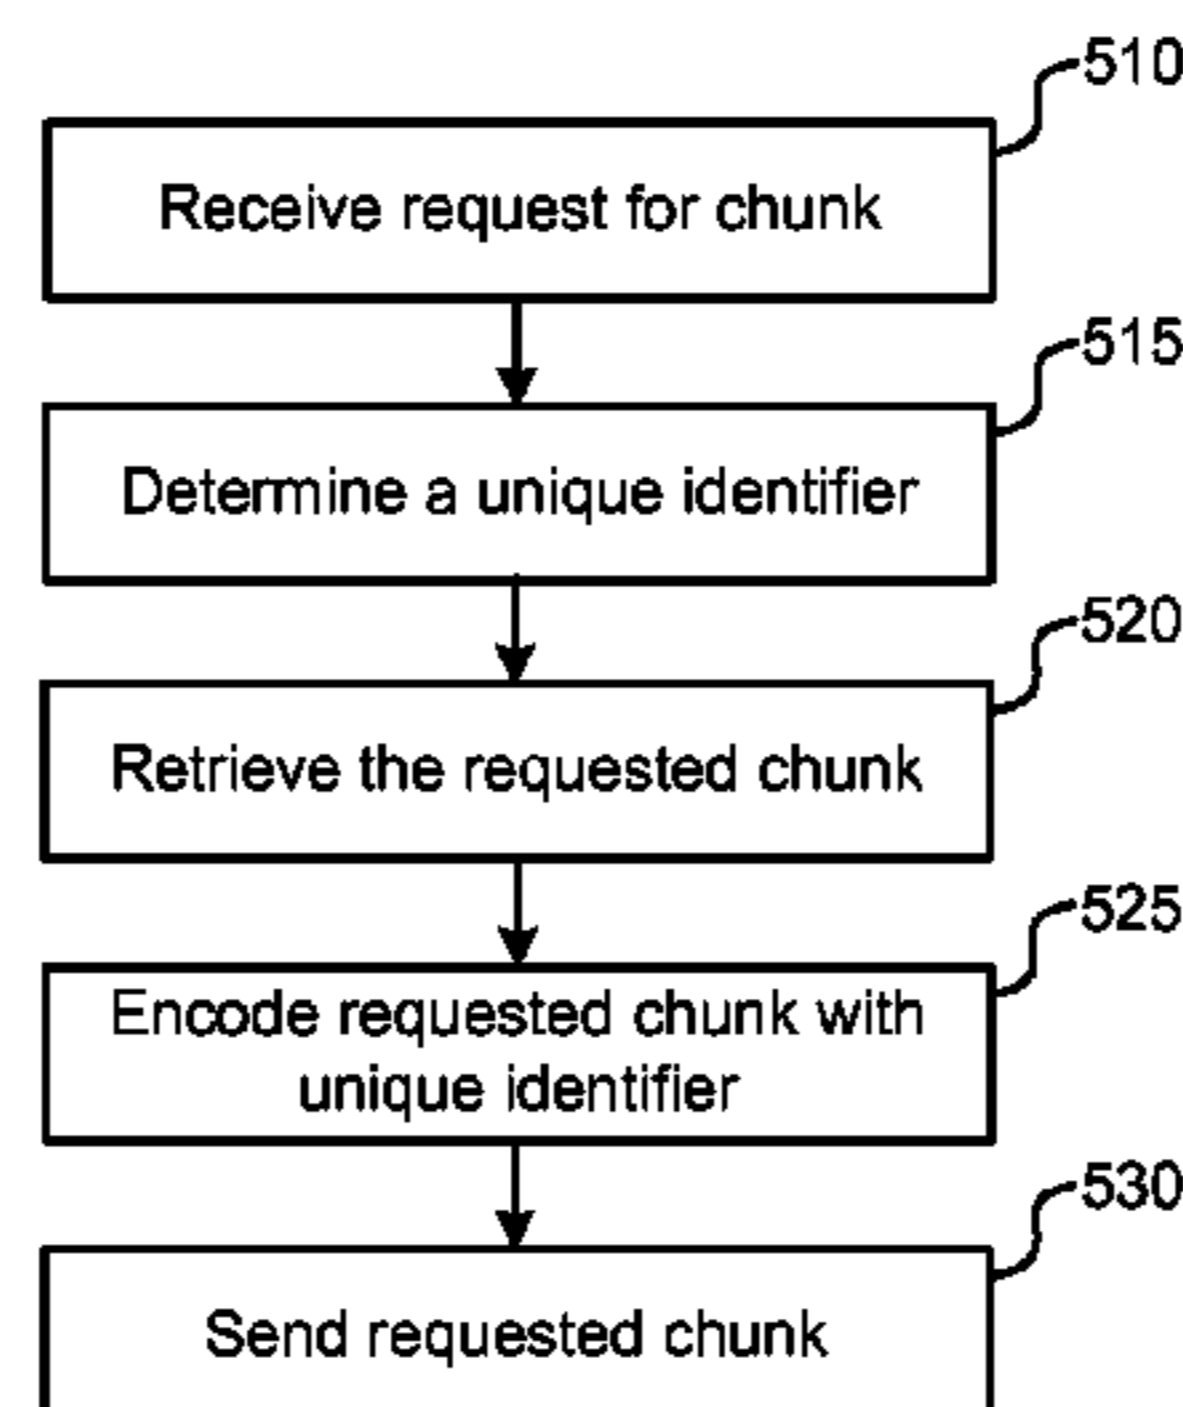 510
Receive request for chunk
515
Determine a unique identifier
520
Retrieve the requested chunk
525
Encode requested chunk with
unique identifier
530
Send requested chunk